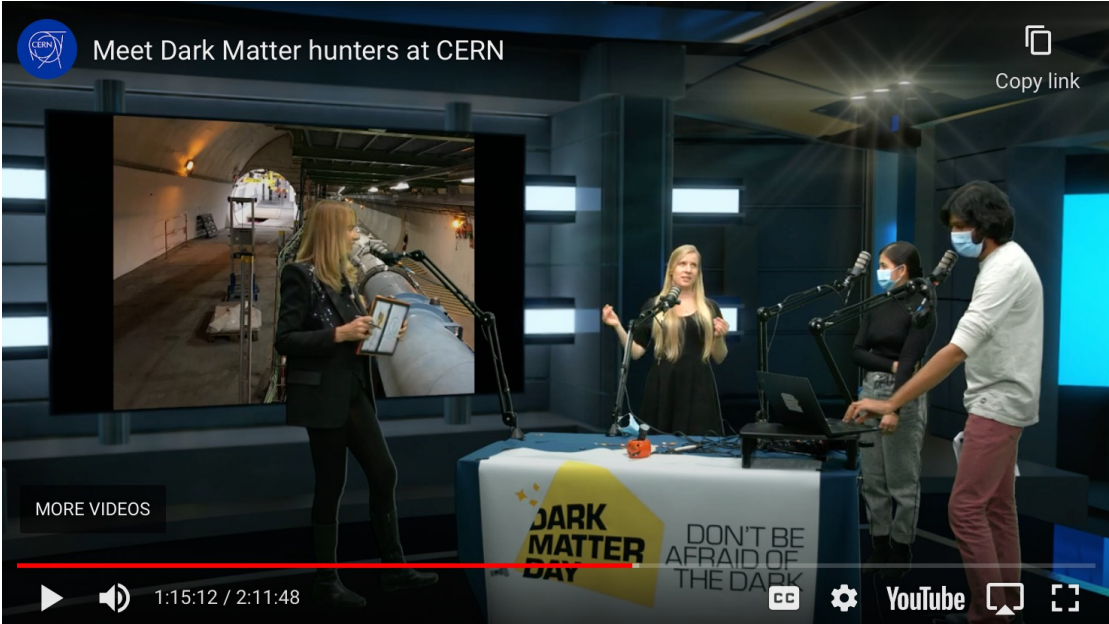 CERN
Meet Dark Matter hunters at CERN
Copy link
MORE VIDEOS
DARK
MATTER
DAY
DON'T BE
AFRAID OF
THE DARK
1:15:12 / 2:11:48
CC
YouTube